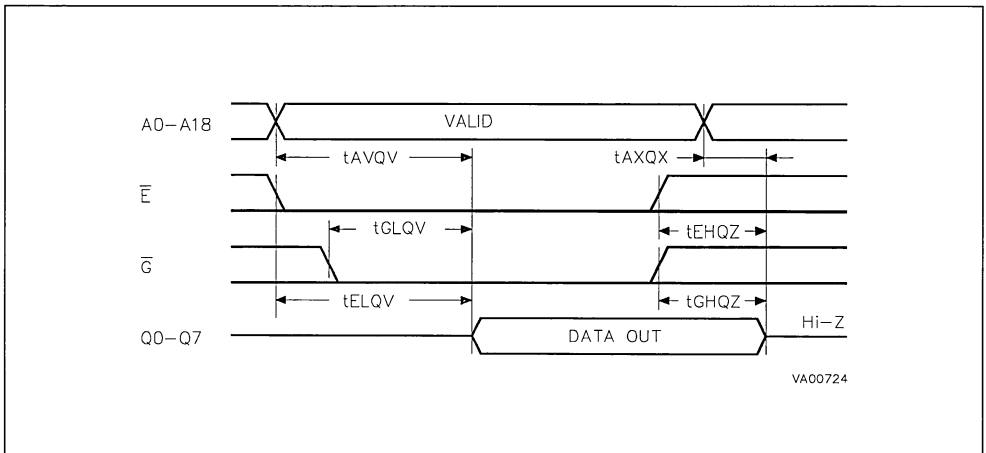 A0-A18
VALID
tAVQV
tAXQX
E
tGLQV
tEHQZ
G
tELQV
tGHQZ
Q0-Q7
DATA OUT
Hi-Z
VA00724